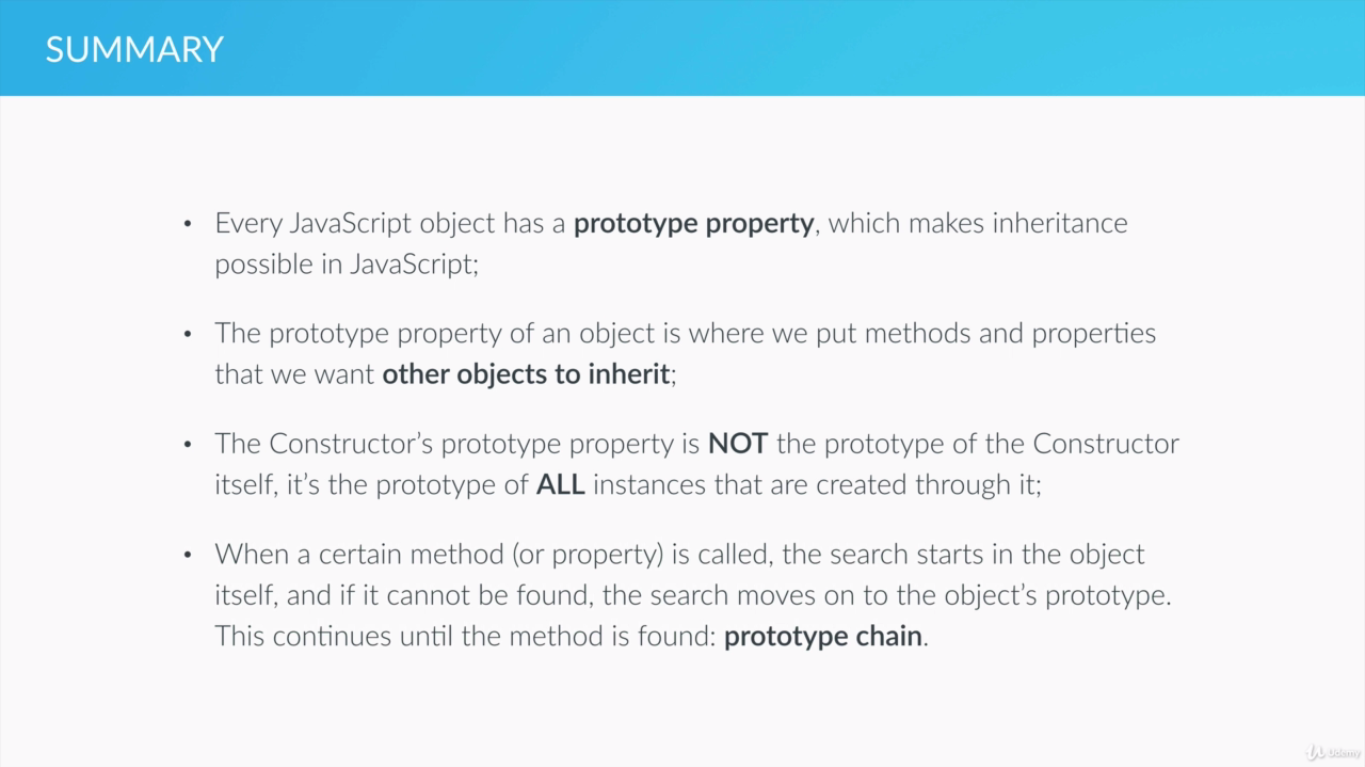 SUMMARY
• Every JavaScript object has a prototype property, which makes inheritance
possible in JavaScript;
• The prototype property of an object is where we put methods and properties
that we want other objects to inherit;
• The Constructor’s prototype property is NOT the prototype of the Constructor
itself, it’s the prototype of ALL instances that are created through it;
• When a certain method (or property) is called, the search starts in the object
itself, and if it cannot be found, the search moves on to the object’s prototype.
This continues until the method is found: prototype chain.
Udemy